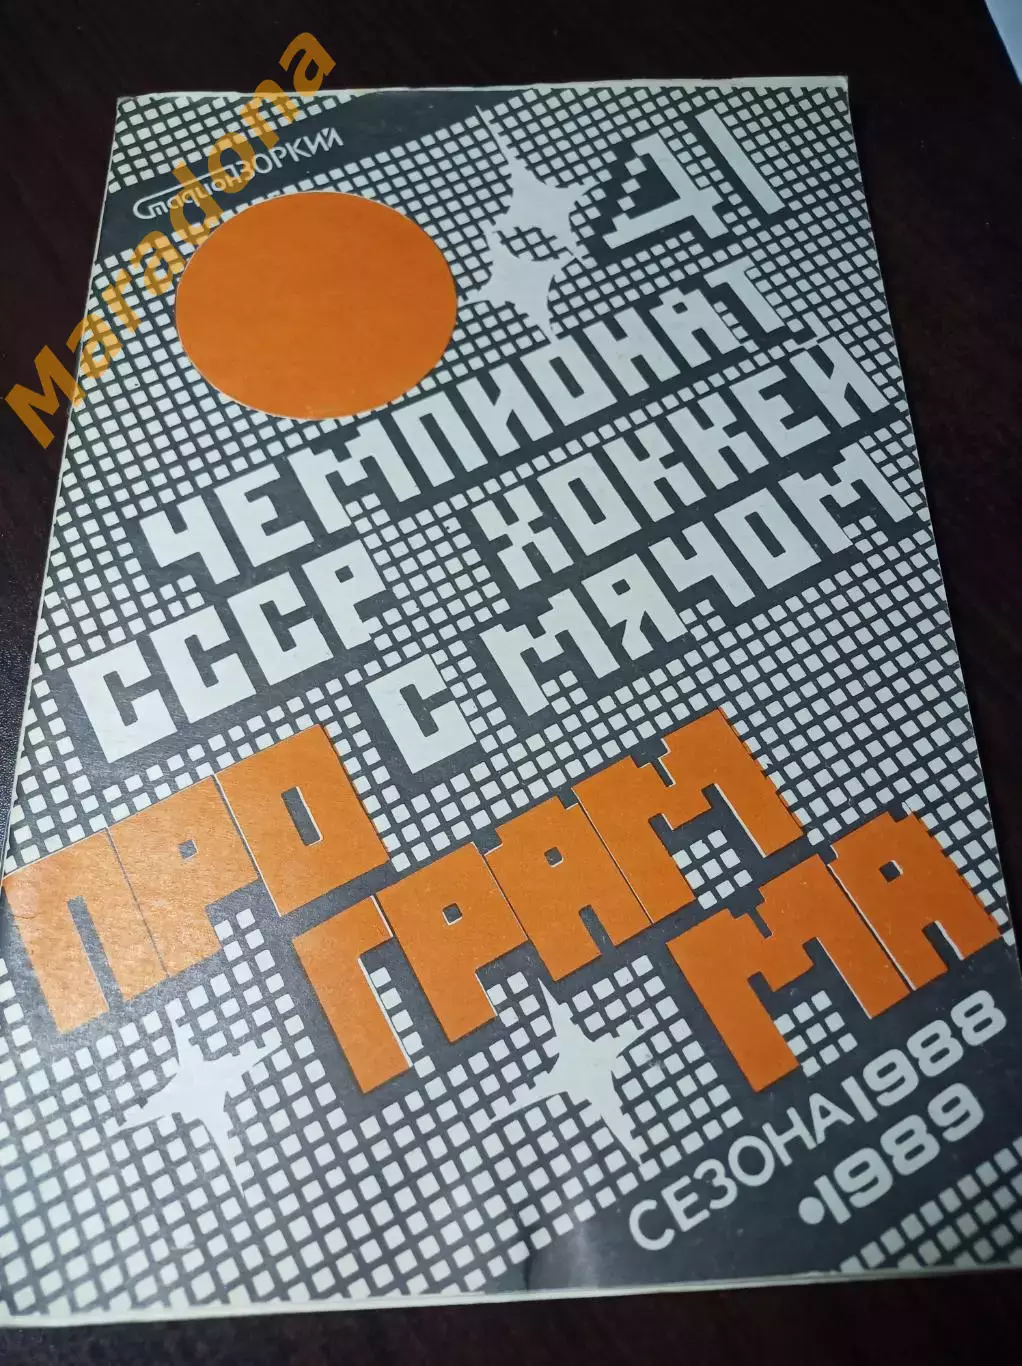 Maradona
Стадион ЗОРКИЙ
41
ЧЕМПИОНАТ
СССР ХОККЕЙ
С МЯЧОМ
ПРО
ГРАМ
МА
СЕЗОНА 1988
•1989